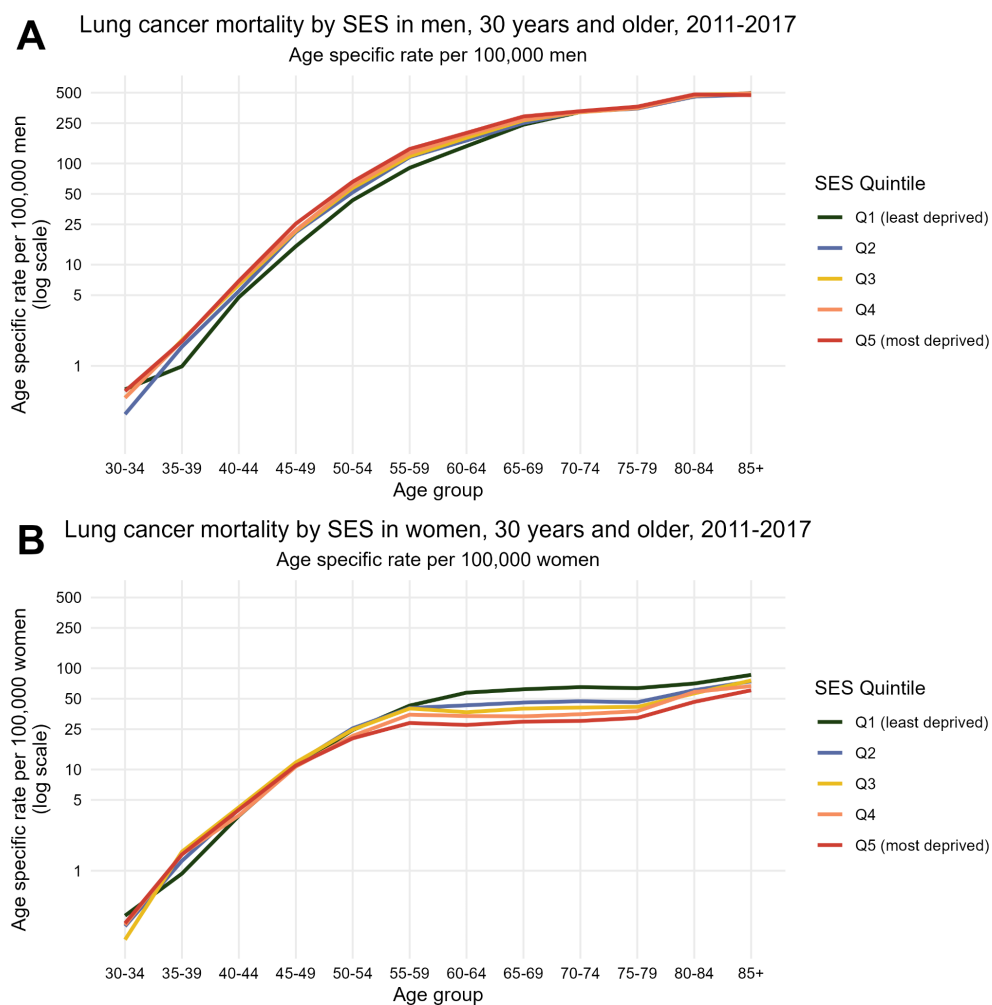 A
Lung cancer mortality by SES in men, 30 years and older, 2011-2017
Age specific rate per 100,000 men
Age specific rate per 100,000 men
(log scale)
500
250
100
50
25
10
5
1
30-34 35-39 40-44 45-49 50-54 55-59 60-64 65-69 70-74 75-79 80-84 85+
Age group
SES Quintile
Q1 (least deprived)
Q2
Q3
Q4
Q5 (most deprived)
B
Lung cancer mortality by SES in women, 30 years and older, 2011-2017
Age specific rate per 100,000 women
Age specific rate per 100,000 women
(log scale)
500
250
100
50
25
10
5
1
30-34 35-39 40-44 45-49 50-54 55-59 60-64 65-69 70-74 75-79 80-84 85+
Age group
SES Quintile
Q1 (least deprived)
Q2
Q3
Q4
Q5 (most deprived)